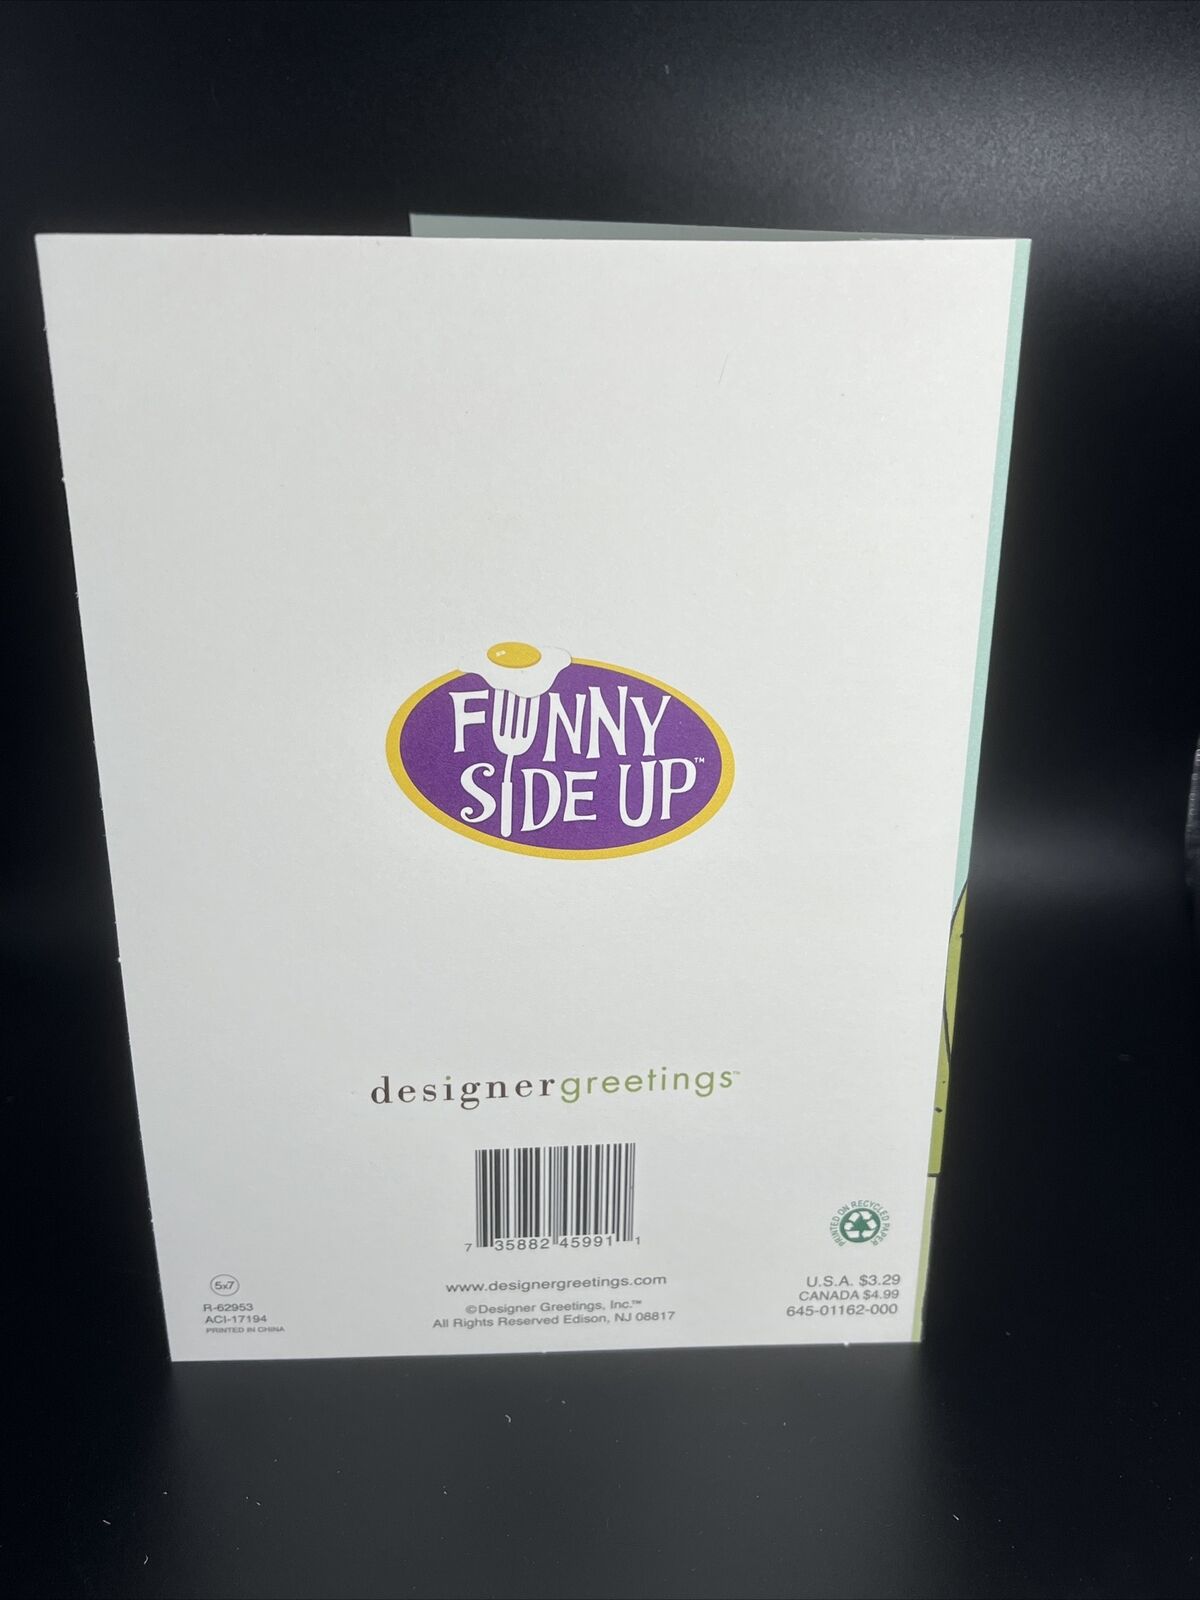 FUNNY
SIDE UP™
designergreetings™
7 35882 45991 1
PRINTED ON RECYCLED PAPER
5x7
R-62953
ACI-17194
PRINTED IN CHINA
www.designergreetings.com
©Designer Greetings, Inc.™
All Rights Reserved Edison, NJ 08817
U.S.A. $3.29
CANADA $4.99
645-01162-000